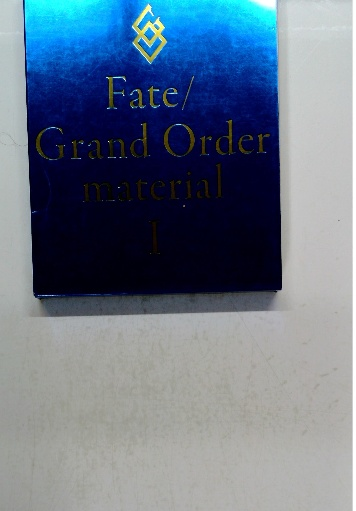 Fate/
Grand Order
material
I